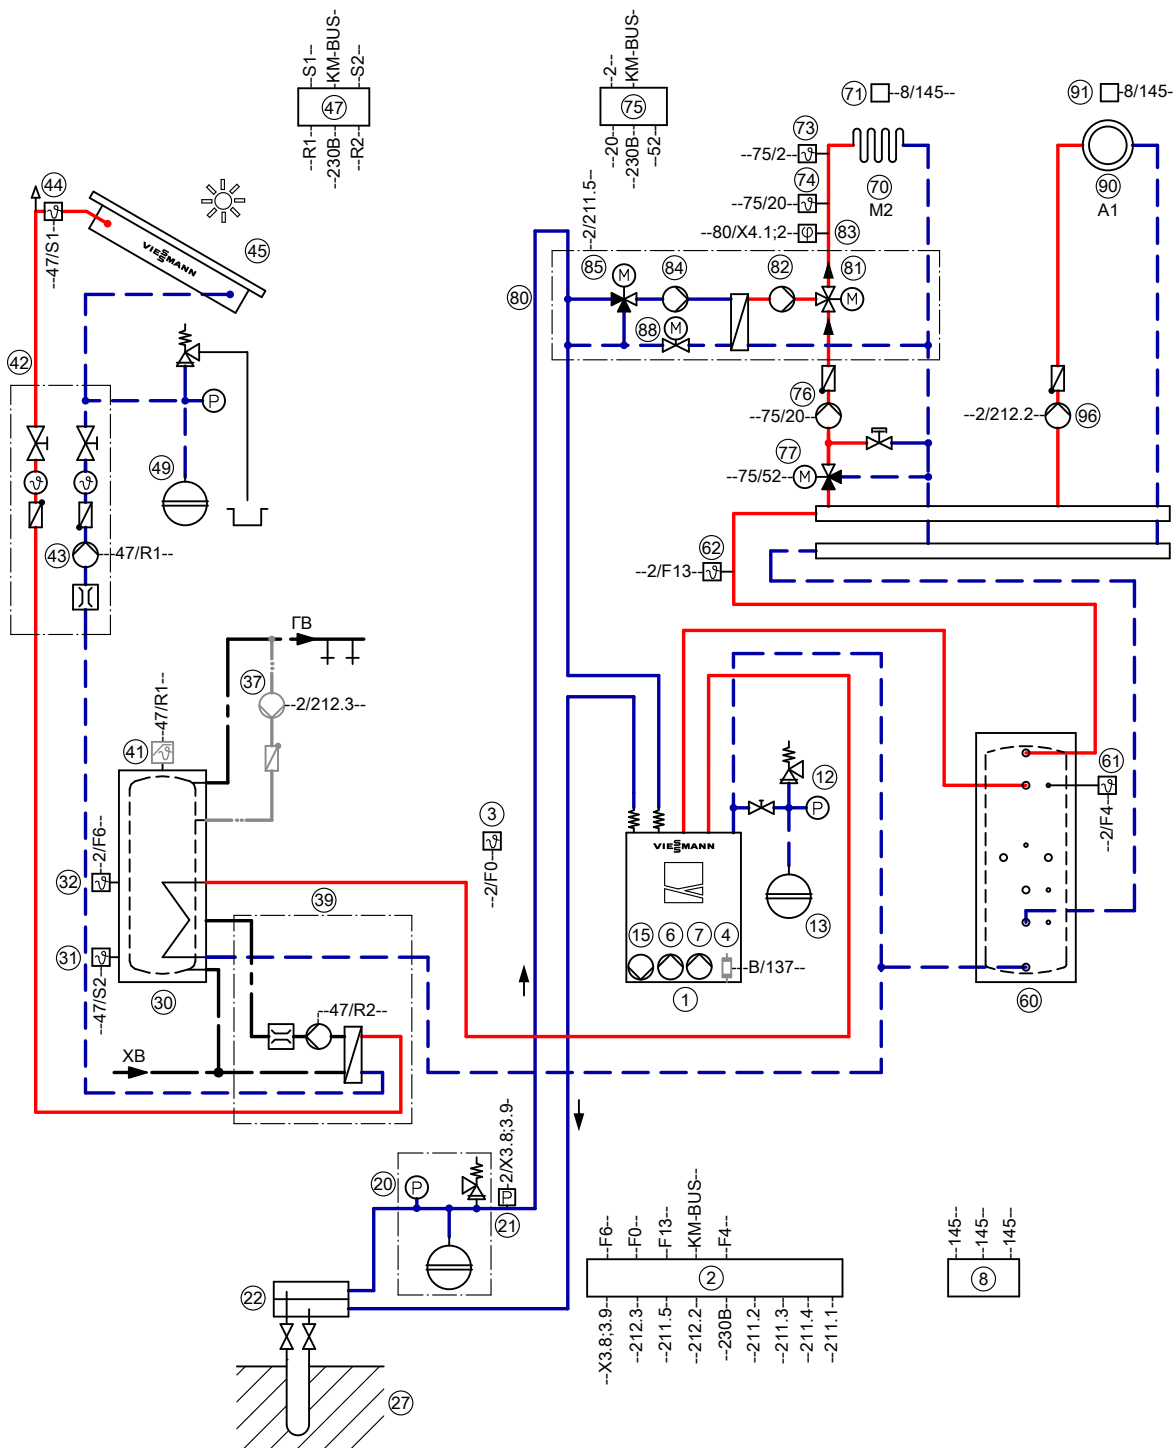 --S1--
KM-BUS-
--S2--
47
--R1--
--230B--
--R2--
--2--
KM-BUS-
75
--20--
--230B--
--52--
71
--8/145--
91
-8/145-
73
--75/2--
70
M2
90
A1
74
--75/20--
--80/X4.1;2--
83
44
--47/S1--
VIESSMANN
45
--2/211.5--
85
M
84
82
81
M
80
88
M
42
P
49
76
--75/20--
--2/212.2--
96
77
--75/52--
M
43
---47/R1--
62
--2/F13--
ГВ
37
--2/212.3--
--47/R1--
41
--2/F6--
32
31
--47/S2--
30
39
--47/R2--
ХВ
3
--2/F0--
VIESSMANN
12
P
13
15
6
7
4
---B/137--
1
61
--2/F4--
60
20
P
-2/X3.8;3.9-
P
21
22
27
--F6--
--F0--
--F13--
KM-BUS--
--F4--
2
--X3.8;3.9--
--212.3--
--211.5--
--212.2--
--230B--
--211.2--
--211.3--
--211.4--
--211.1--
-145--
-145--
-145--
8